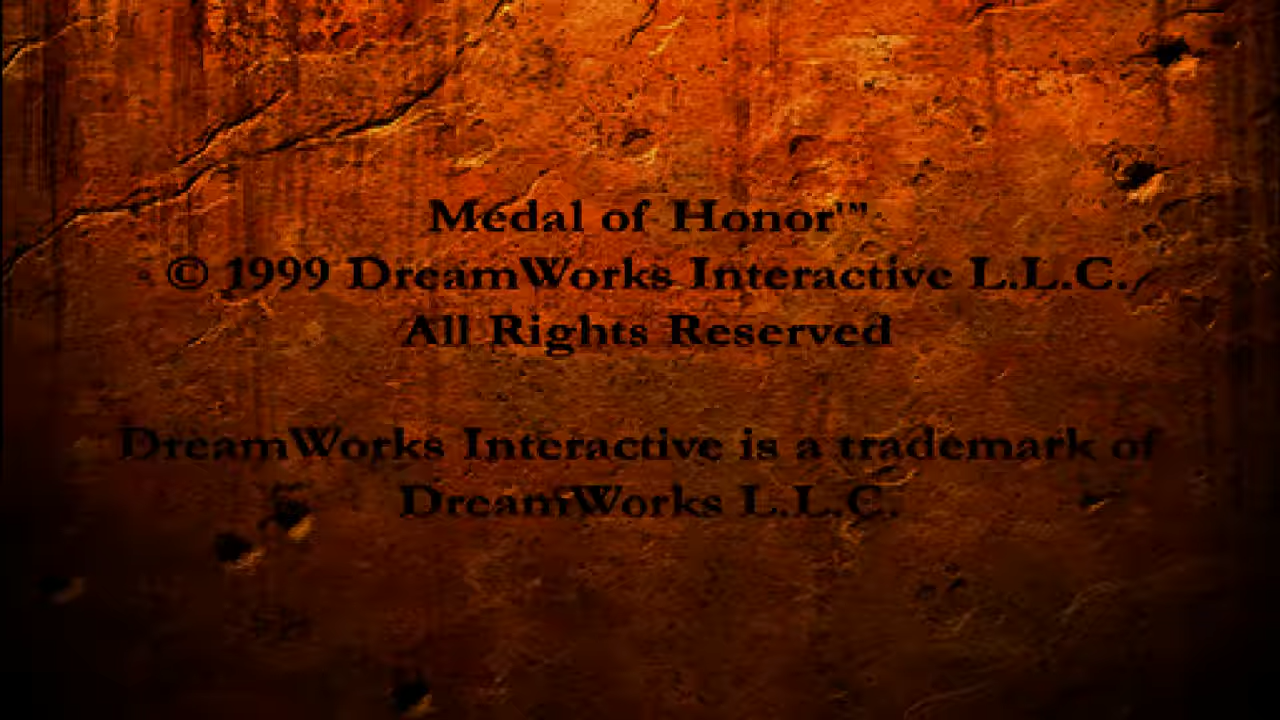 Medal of Honor™
© 1999 DreamWorks Interactive L.L.C.
All Rights Reserved
DreamWorks Interactive is a trademark of
DreamWorks L.L.C.